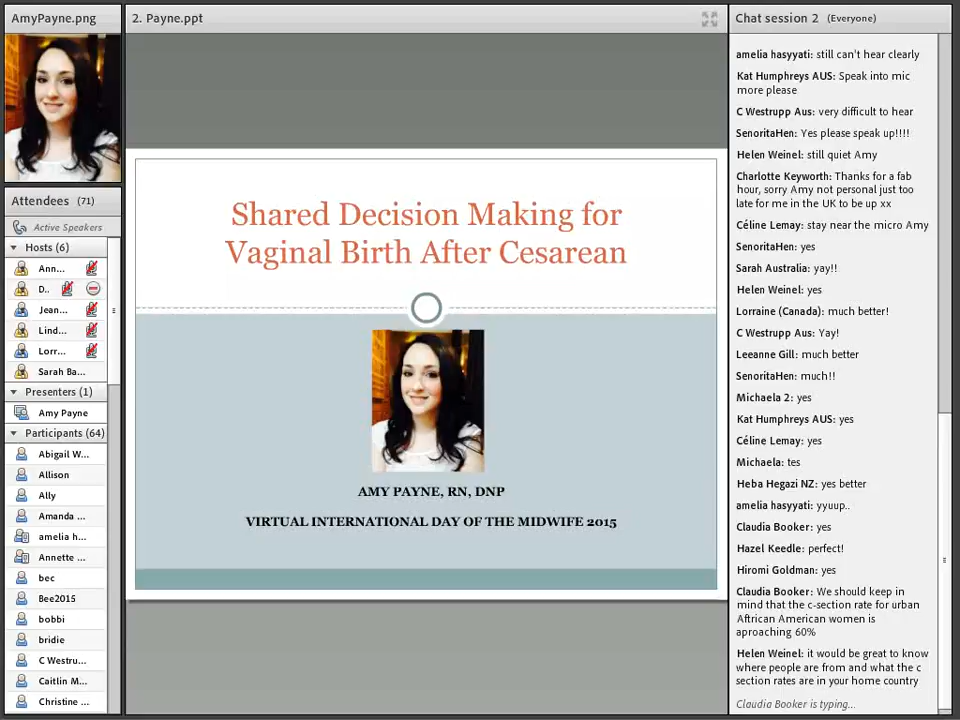 AmyPayne.png
Attendees (71)
Active Speakers
Hosts (6)
Ann...
D..
Jean...
Lind...
Lorr...
Sarah Ba...
Presenters (1)
Amy Payne
Participants (64)
Abigail W...
Allison
Ally
Amanda ...
amelia h...
Annette ...
bec
Bee2015
bobbi
bridie
C Westru...
Caitlin M...
Christine ...
2. Payne.ppt
Shared Decision Making for
Vaginal Birth After Cesarean
AMY PAYNE, RN, DNP
VIRTUAL INTERNATIONAL DAY OF THE MIDWIFE 2015
Chat session 2 (Everyone)
amelia hasyyati: still can't hear clearly
Kat Humphreys AUS: Speak into mic
more please
C Westrupp Aus: very difficult to hear
SenoritaHen: Yes please speak up!!!!
Helen Weinel: still quiet Amy
Charlotte Keyworth: Thanks for a fab
hour, sorry Amy not personal just too
late for me in the UK to be up xx
Céline Lemay: stay near the micro Amy
SenoritaHen: yes
Sarah Australia: yay!!
Helen Weinel: yes
Lorraine (Canada): much better!
C Westrupp Aus: Yay!
Leeanne Gill: much better
SenoritaHen: much!!
Michaela 2: yes
Kat Humphreys AUS: yes
Céline Lemay: yes
Michaela: tes
Heba Hegazi NZ: yes better
amelia hasyyati: yyuup..
Claudia Booker: yes
Hazel Keedle: perfect!
Hiromi Goldman: yes
Claudia Booker: We should keep in
mind that the c-section rate for urban
Aftrican American women is
aproaching 60%
Helen Weinel: it would be great to know
where people are from and what the c
section rates are in your home country
Claudia Booker is typing...